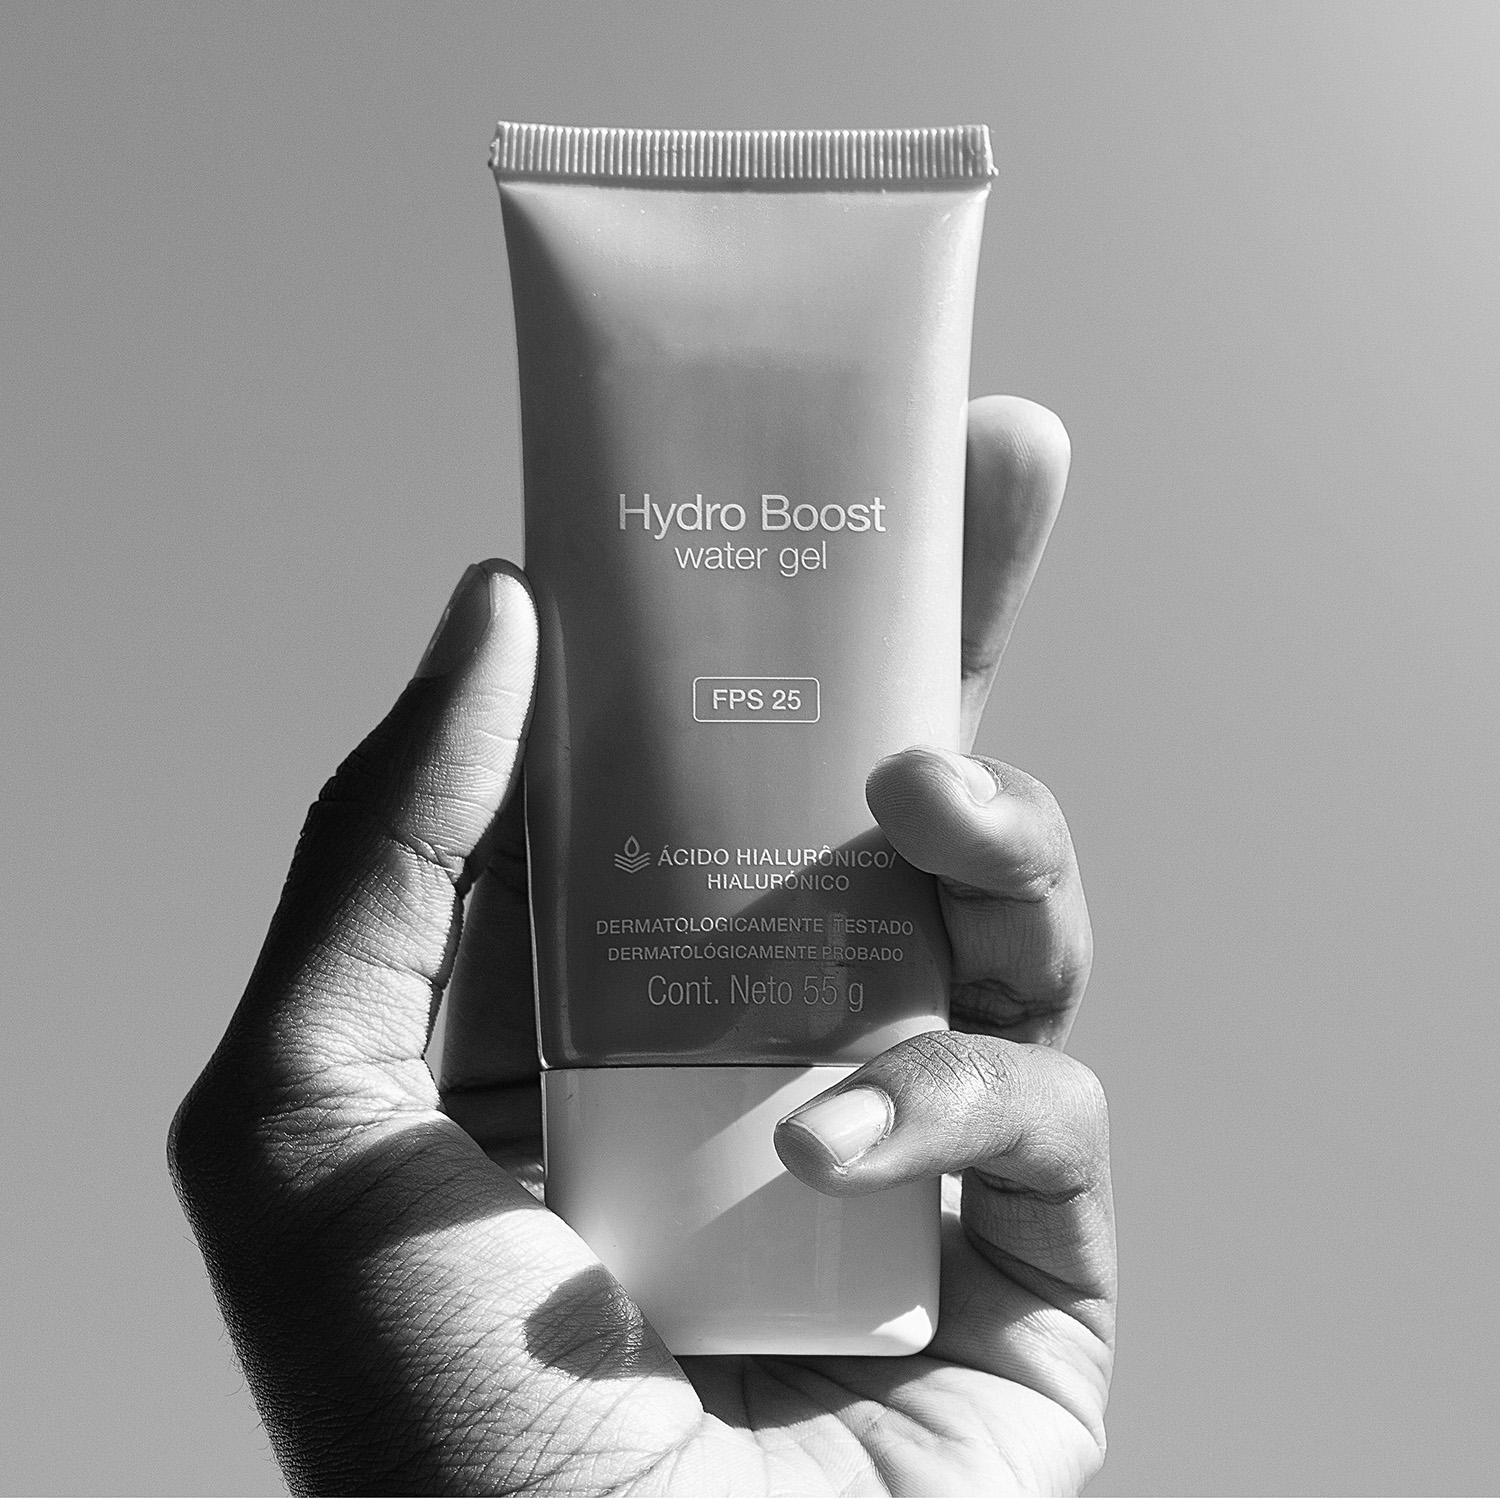 Hydro Boost
water gel
FPS 25
ÁCIDO HIALURÔNICO/
HIALURÓNICO
DERMATOLOGICAMENTE TESTADO
DERMATOLÓGICAMENTE PROBADO
Cont. Neto 55 g